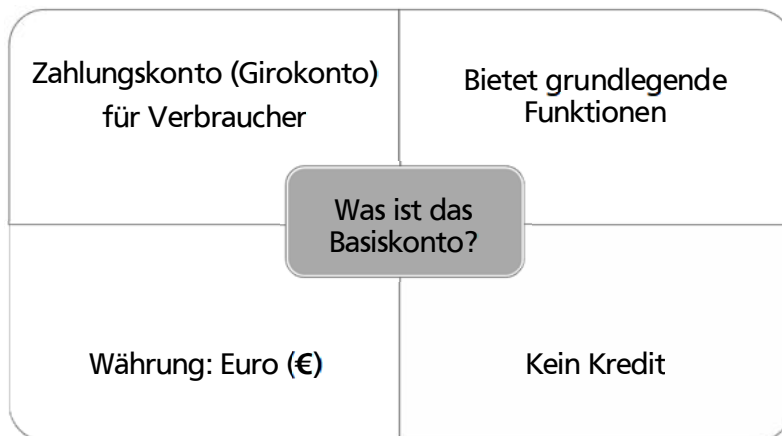 Zahlungskonto (Girokonto)
für Verbraucher
Bietet grundlegende
Funktionen
Was ist das
Basiskonto?
Währung: Euro (€)
Kein Kredit